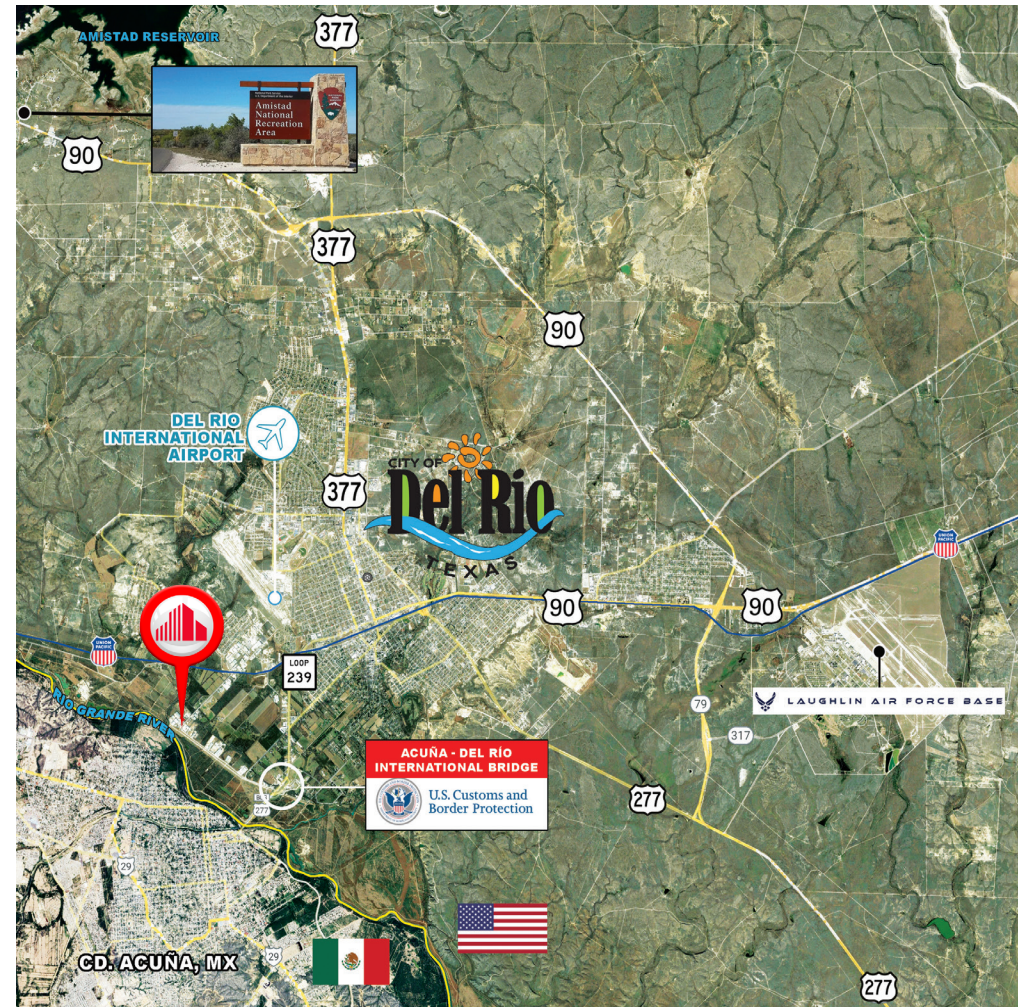 AMISTAD RESERVOIR
377
Amistad
National
Recreation
Area
90
377
90
DEL RIO
INTERNATIONAL
AIRPORT
CITY OF
Del Rio
TEXAS
377
UNION
PACIFIC
90
90
UNION
PACIFIC
LOOP
239
RIO GRANDE RIVER
79
LAUGHLIN AIR FORCE BASE
317
ACUÑA - DEL RÍO
INTERNATIONAL BRIDGE
U.S. Customs and
Border Protection
277
277
29
29
CD. ACUÑA, MX
277